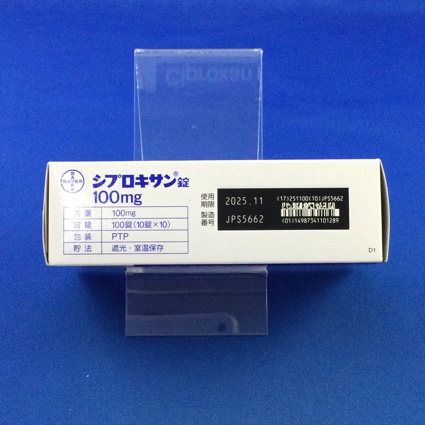 Ciproxan
BAYER
シプロキサン®錠
100mg
含量 100mg
容量 100錠(10錠×10)
包装 PTP
貯法 遮光・室温保存
使用期限 2025.11
製造番号 JPS5662
(17)251100(10)JPS5662
(01)14987341101289
D1